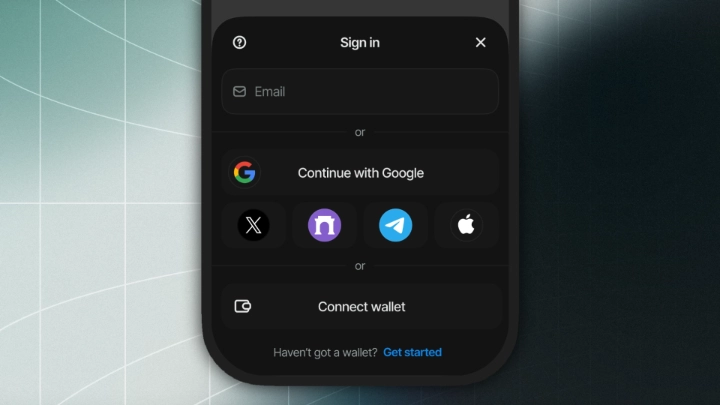 Sign in
Email
or
Continue with Google
or
Connect wallet
Haven't got a wallet? Get started